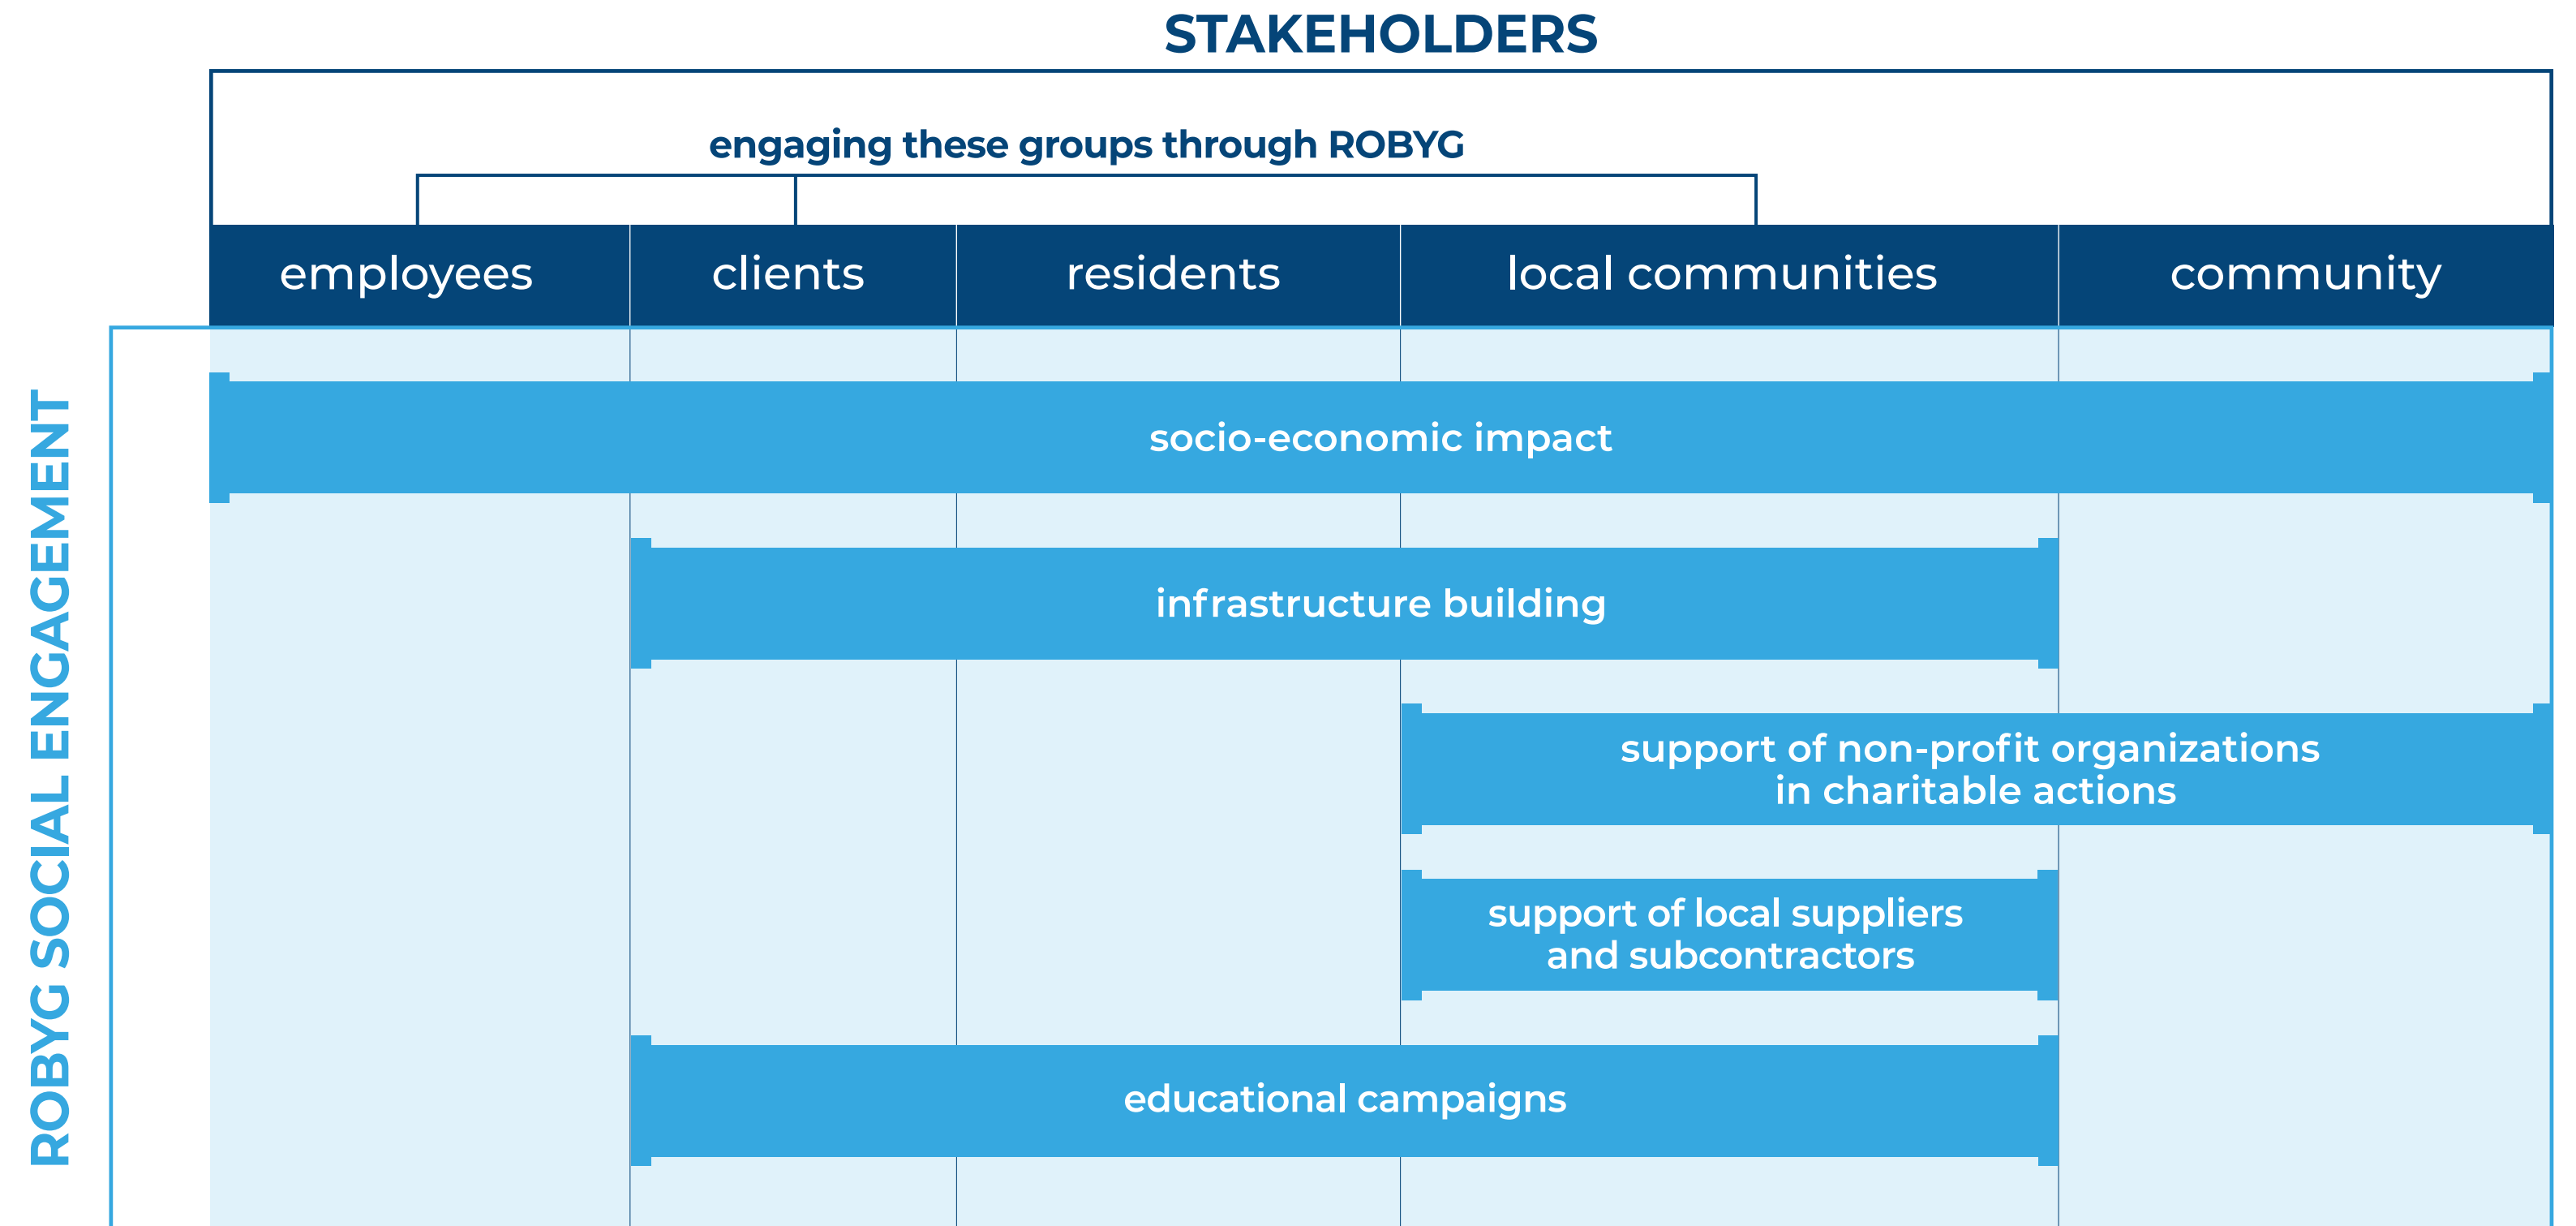 STAKEHOLDERS
engaging these groups through ROBYG
employees
clients
residents
local communities
community
ROBYG SOCIAL ENGAGEMENT
socio-economic impact
infrastructure building
support of non-profit organizations
in charitable actions
support of local suppliers
and subcontractors
educational campaigns